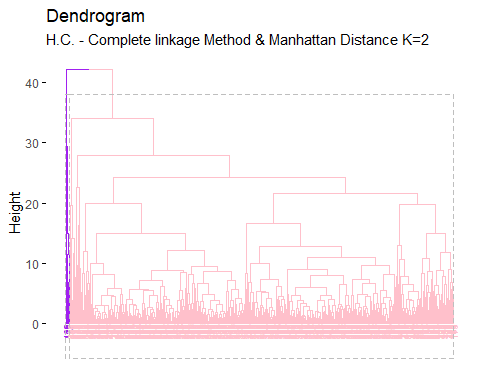 Dendrogram
H.C. - Complete linkage Method & Manhattan Distance K=2
40
30
20
10
0
Height